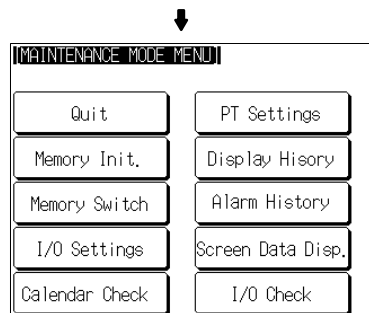 [MAINTENANCE MODE MENU]
Quit
PT Settings
Memory Init.
Display Hisory
Memory Switch
Alarm History
I/O Settings
Screen Data Disp.
Calendar Check
I/O Check